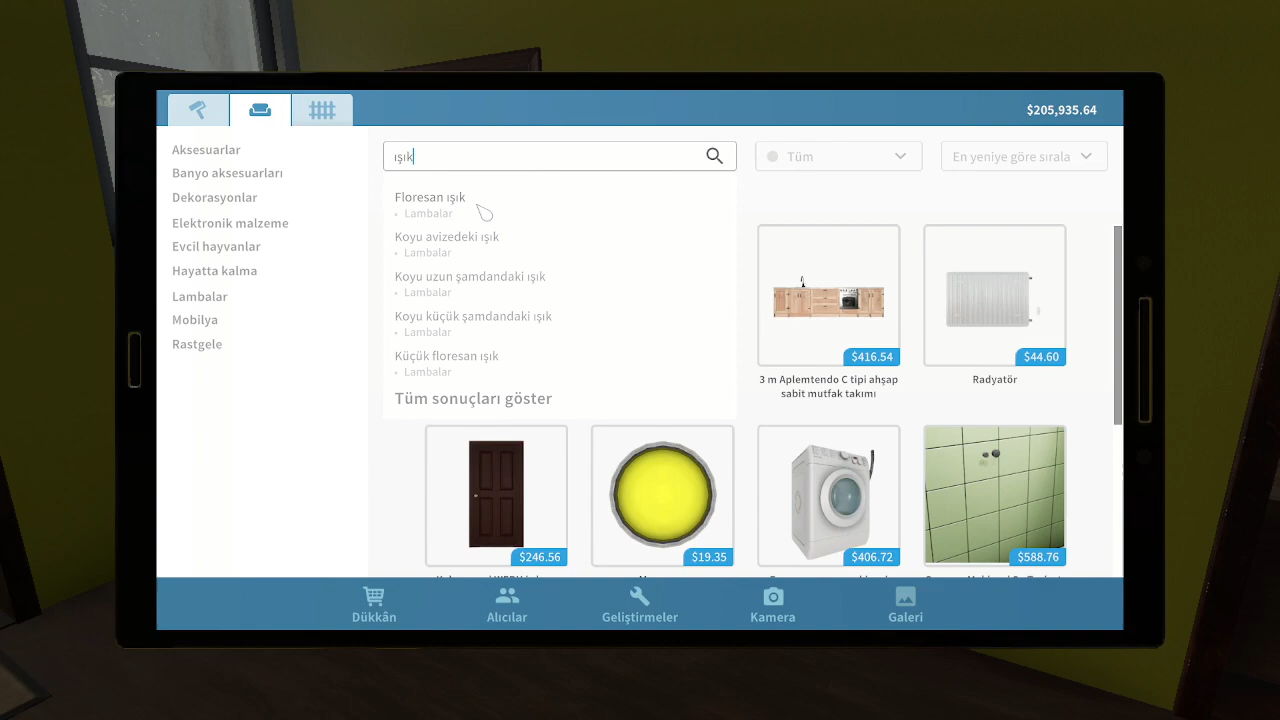 $205,935.64
Aksesuarlar
Banyo aksesuarları
Dekorasyonlar
Elektronik malzeme
Evcil hayvanlar
Hayatta kalma
Lambalar
Mobilya
Rastgele
ışık
Tüm
En yeniye göre sırala
Floresan ışık
• Lambalar
Koyu avizedeki ışık
• Lambalar
Koyu uzun şamdandaki ışık
• Lambalar
Koyu küçük şamdandaki ışık
• Lambalar
Küçük floresan ışık
• Lambalar
Tüm sonuçları göster
$416.54
3 m Aplemtendo C tipi ahşap
sabit mutfak takımı
$44.60
Radyatör
$246.56
$19.35
$406.72
$588.76
Dükkân
Alıcılar
Geliştirmeler
Kamera
Galeri